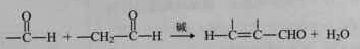 O O
—C—H + —CH₂—C—H 碱→ H—C=C—CHO + H₂O